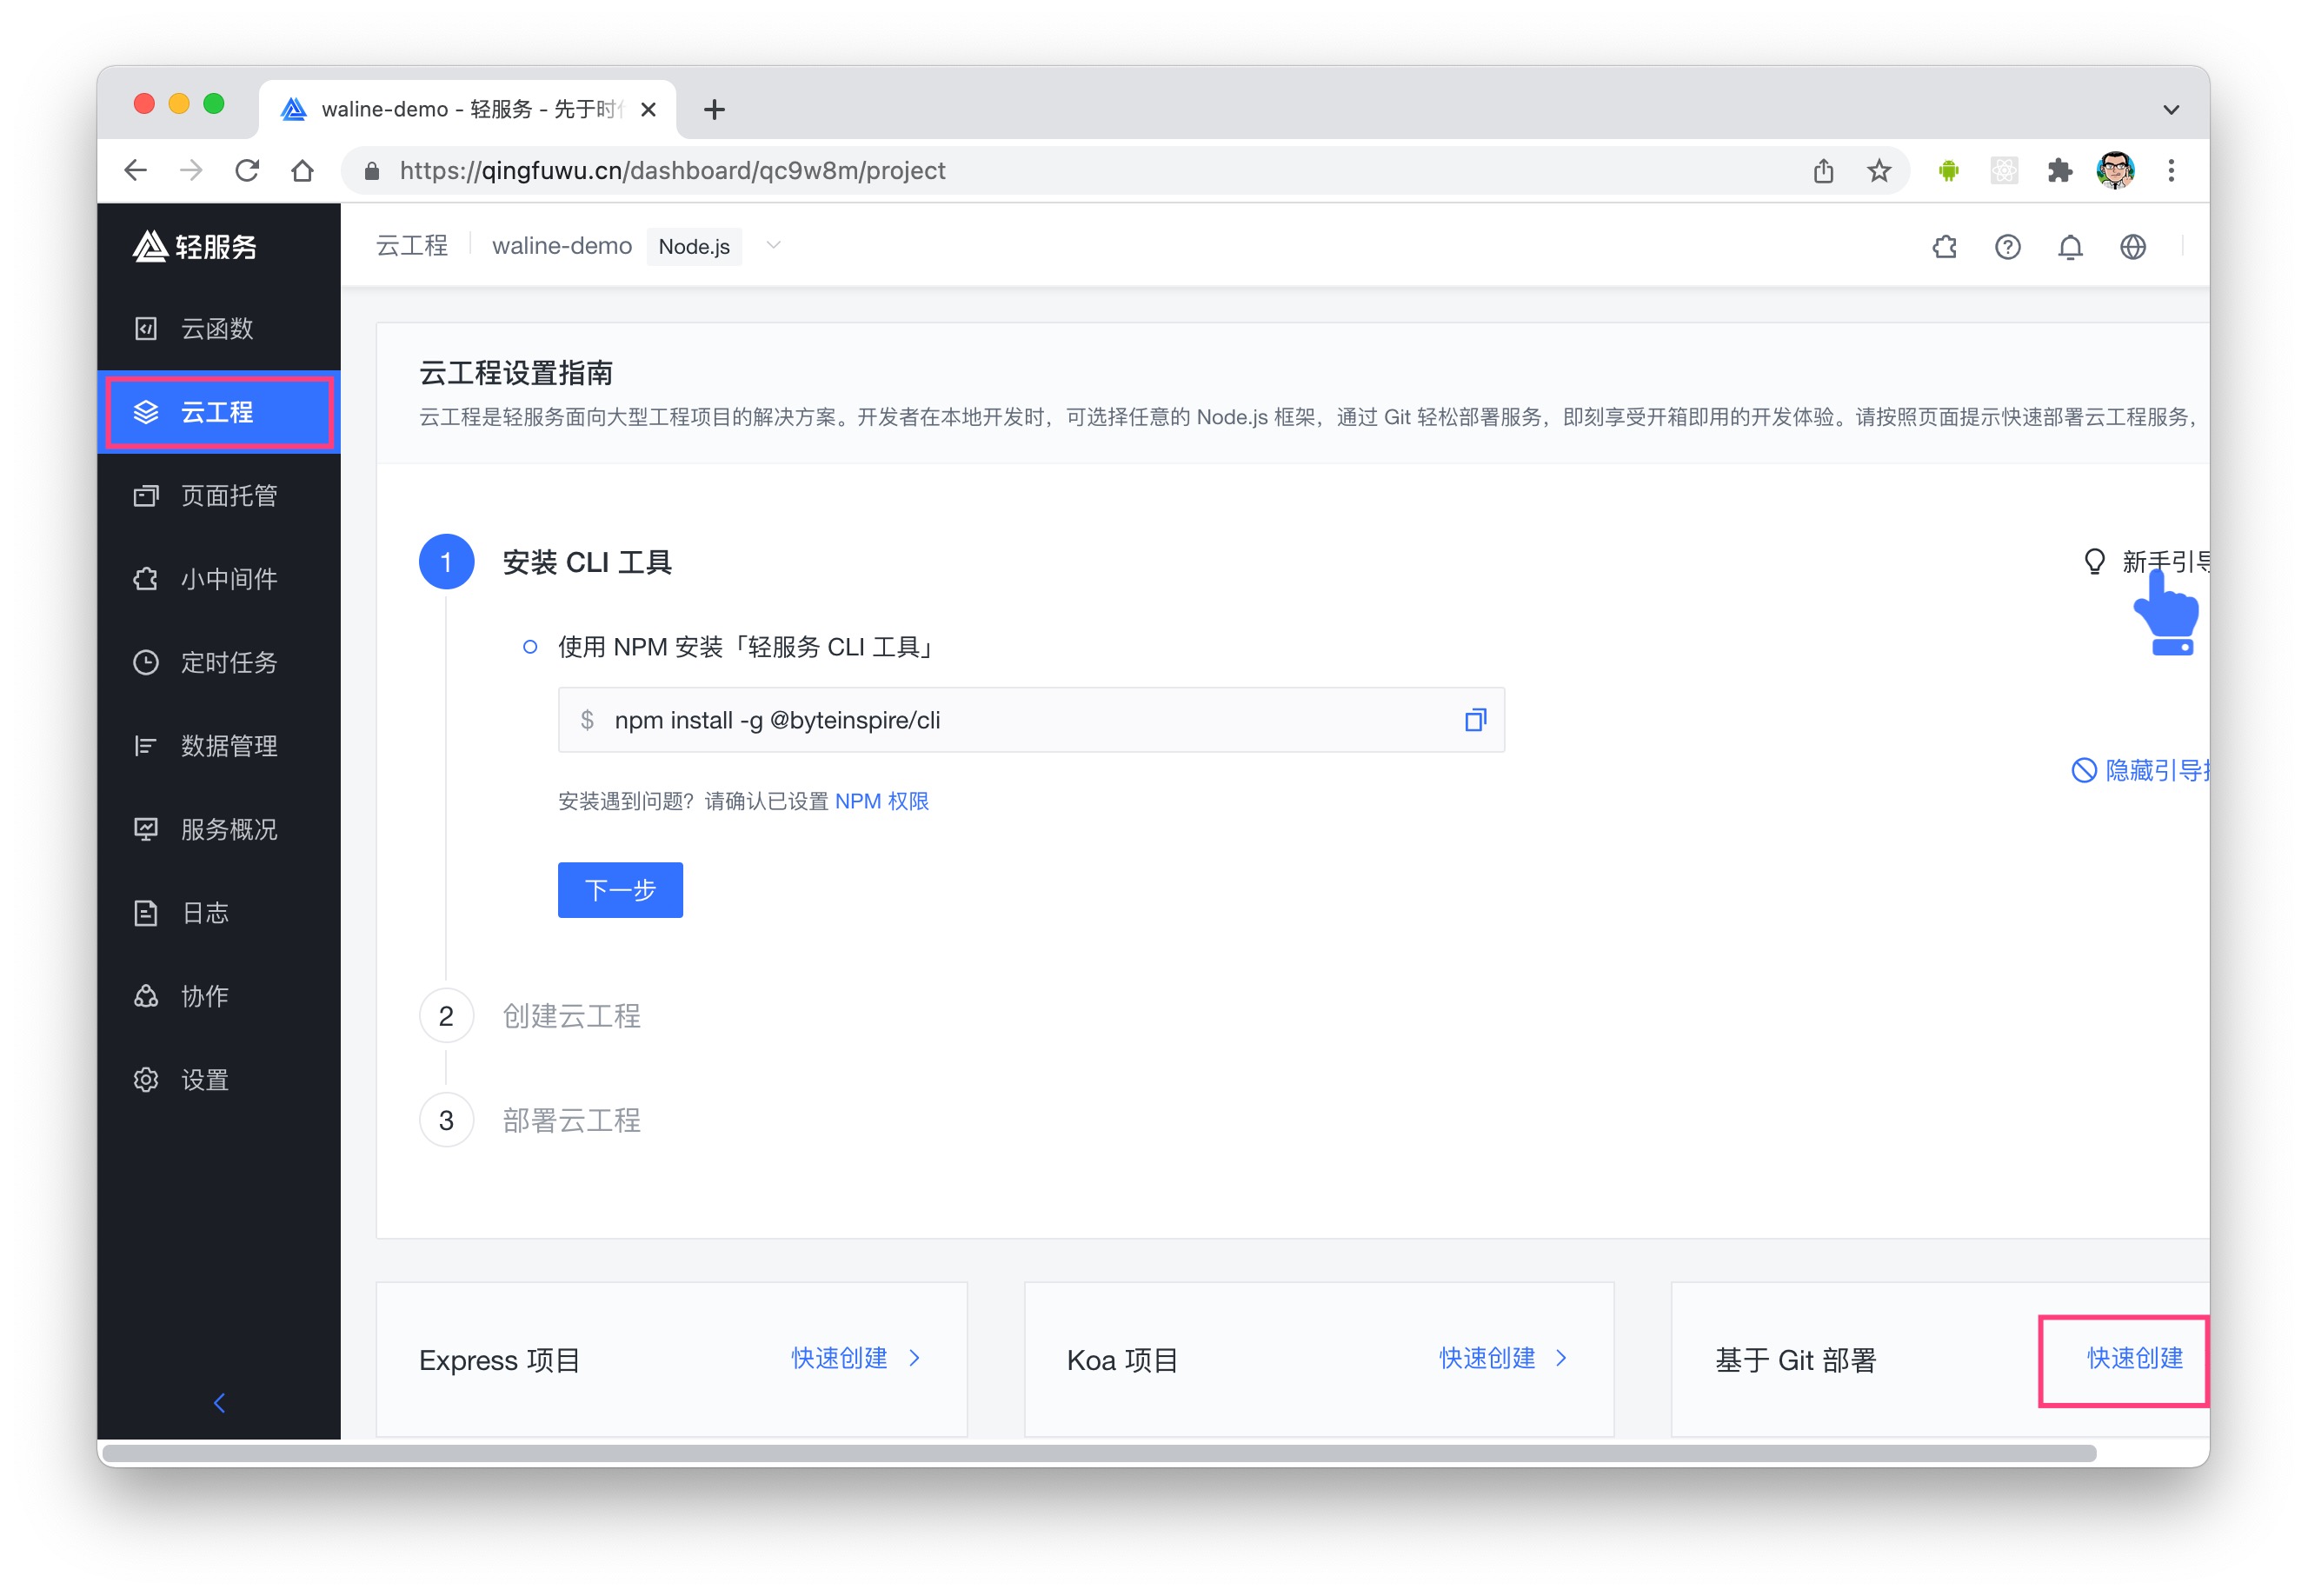 waline-demo - 轻服务 - 先于时
https://qingfuwu.cn/dashboard/qc9w8m/project
轻服务
云函数
云工程
页面托管
小中间件
定时任务
数据管理
服务概况
日志
协作
设置
云工程
waline-demo
Node.js
云工程设置指南
云工程是轻服务面向大型工程项目的解决方案。开发者在本地开发时，可选择任意的 Node.js 框架，通过 Git 轻松部署服务，即刻享受开箱即用的开发体验。请按照页面提示快速部署云工程服务，
1 安装 CLI 工具
新手引导
使用 NPM 安装「轻服务 CLI 工具」
$ npm install -g @byteinspire/cli
隐藏引导
安装遇到问题？请确认已设置 NPM 权限
下一步
2 创建云工程
3 部署云工程
Express 项目 快速创建
Koa 项目 快速创建
基于 Git 部署 快速创建